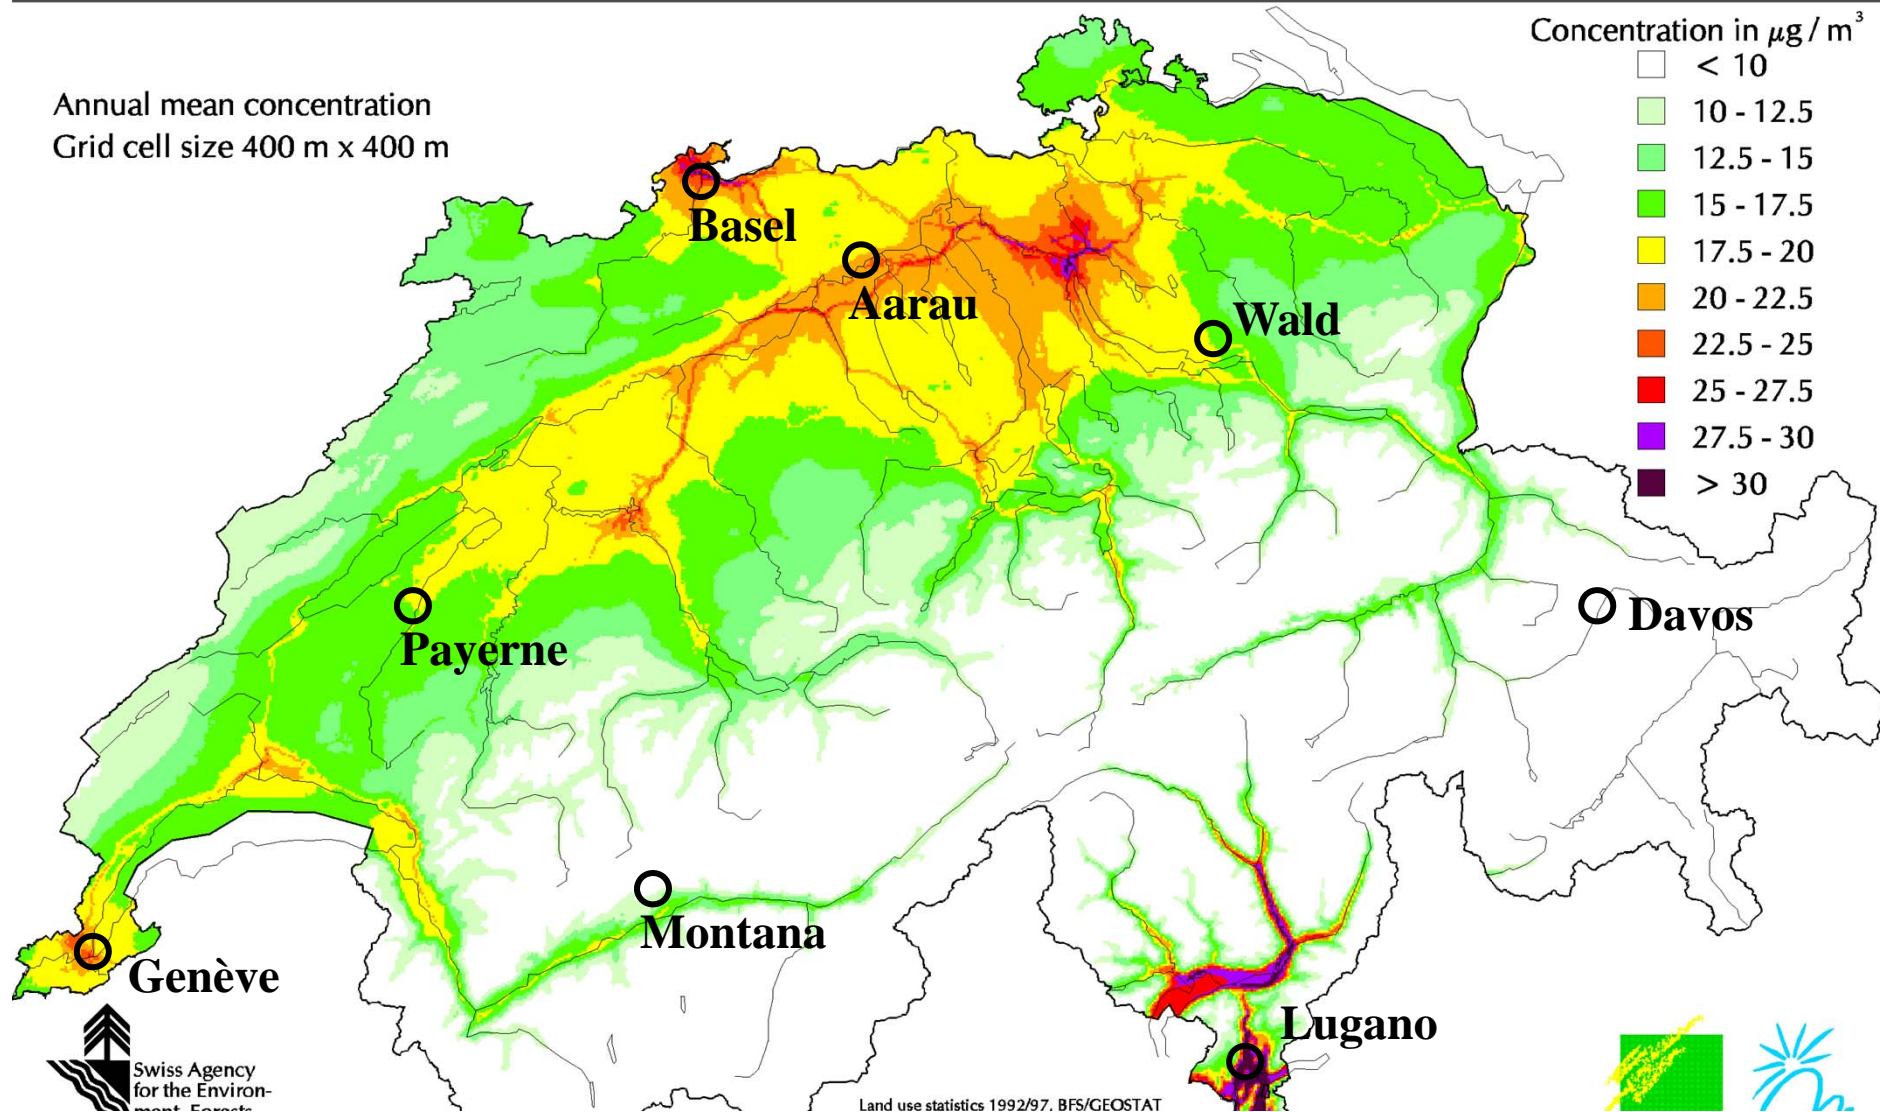 Concentration in µg / m³
< 10
10 - 12.5
12.5 - 15
15 - 17.5
17.5 - 20
20 - 22.5
22.5 - 25
25 - 27.5
27.5 - 30
> 30
Annual mean concentration
Grid cell size 400 m x 400 m
Basel
Aarau
Wald
Payerne
Davos
Montana
Genève
Lugano
Swiss Agency
for the Environ-
ment, Forests
Land use statistics 1992/97, BFS/GEOSTAT